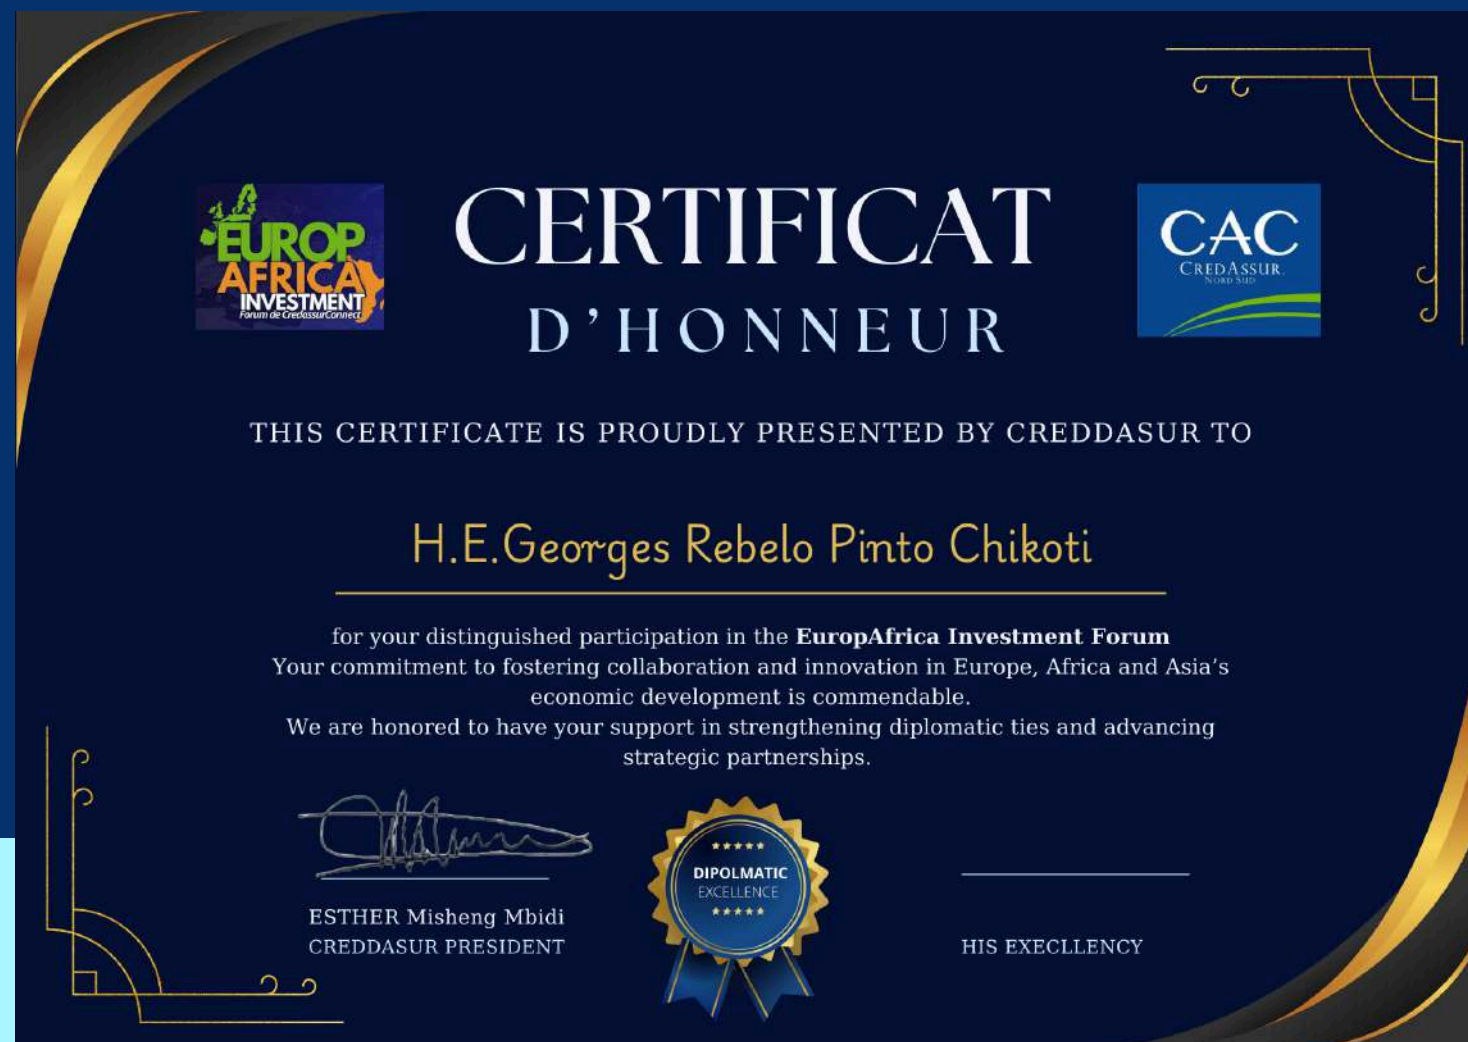 EUROP
AFRICA
INVESTMENT
Forum de CredassurConnect
CERTIFICAT
D'HONNEUR
CAC
CREDASSUR
NORD SUD
THIS CERTIFICATE IS PROUDLY PRESENTED BY CREDDASUR TO
H.E.Georges Rebelo Pinto Chikoti
for your distinguished participation in the EuropAfrica Investment Forum
Your commitment to fostering collaboration and innovation in Europe, Africa and Asia's
economic development is commendable.
We are honored to have your support in strengthening diplomatic ties and advancing
strategic partnerships.
ESTHER Misheng Mbidi
CREDDASUR PRESIDENT
DIPOLMATIC
EXCELLENCE
HIS EXECLLENCY